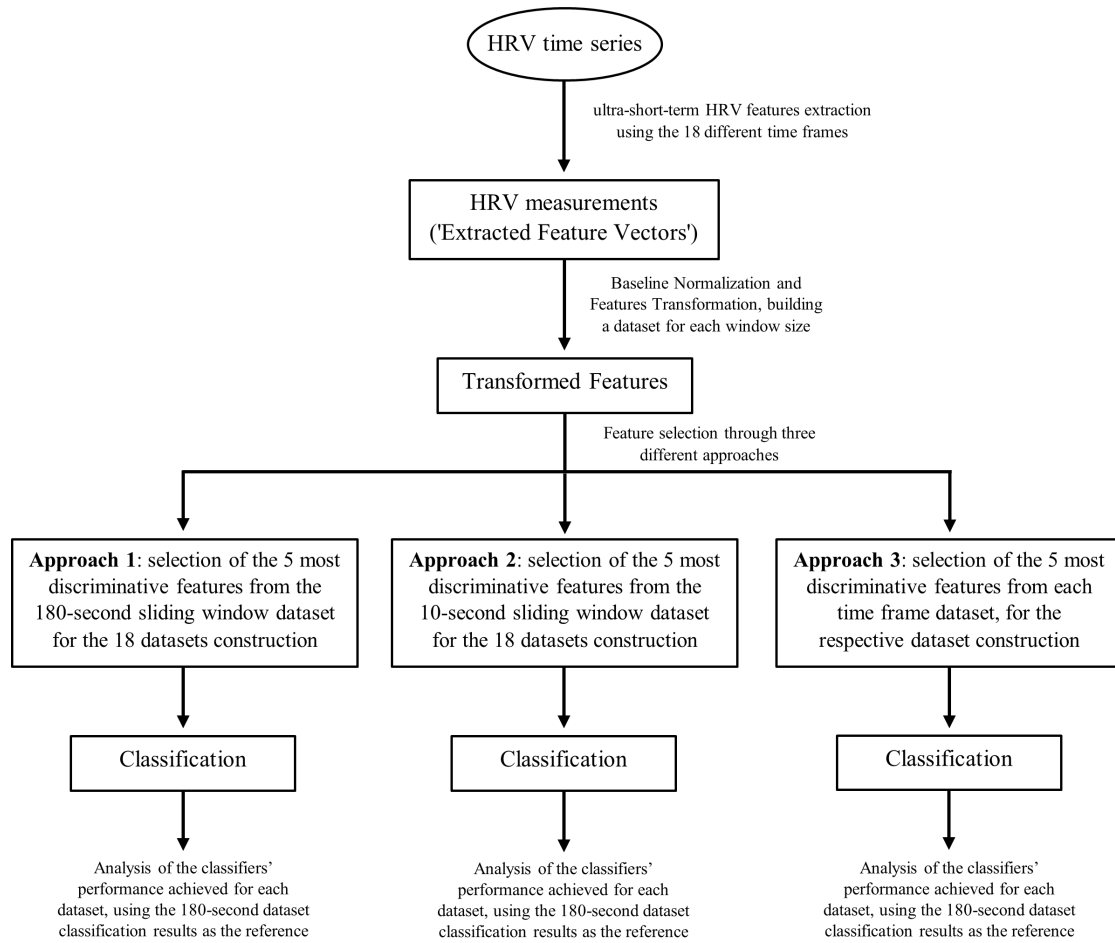 HRV time series
ultra-short-term HRV features extraction
using the 18 different time frames
HRV measurements
('Extracted Feature Vectors')
Baseline Normalization and
Features Transformation, building
a dataset for each window size
Transformed Features
Feature selection through three
different approaches
Approach 1: selection of the 5 most
discriminative features from the
180-second sliding window dataset
for the 18 datasets construction
Approach 2: selection of the 5 most
discriminative features from the
10-second sliding window dataset
for the 18 datasets construction
Approach 3: selection of the 5 most
discriminative features from each
time frame dataset, for the
respective dataset construction
Classification
Classification
Classification
Analysis of the classifiers’
performance achieved for each
dataset, using the 180-second dataset
classification results as the reference
Analysis of the classifiers’
performance achieved for each
dataset, using the 180-second dataset
classification results as the reference
Analysis of the classifiers’
performance achieved for each
dataset, using the 180-second dataset
classification results as the reference